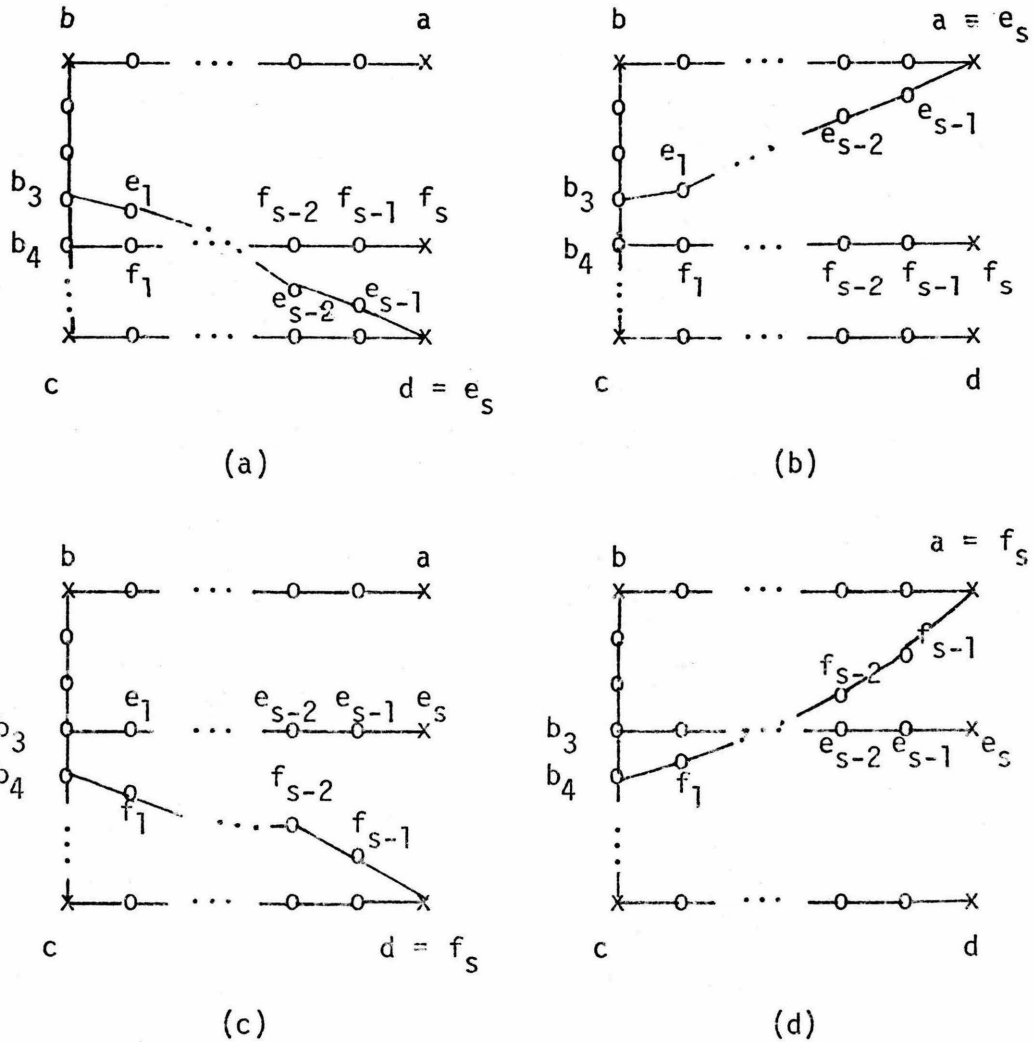 b a b a = e_s
e_{s-2} e_{s-1}
e_1
b_3 e_1 f_{s-2} f_{s-1} f_s b_3
b_4 b_4
f_1 f_1 f_{s-2} f_{s-1} f_s
e_{s-2} e_{s-1}
c d = e_s c d
(a) (b)
b a b a = f_s
f_{s-1}
f_{s-2}
e_1 e_{s-2} e_{s-1} e_s
b_3 b_3 e_{s-2} e_{s-1} e_s
b_4 f_{s-2} b_4 f_1
f_1 f_{s-1}
c d = f_s c d
(c) (d)